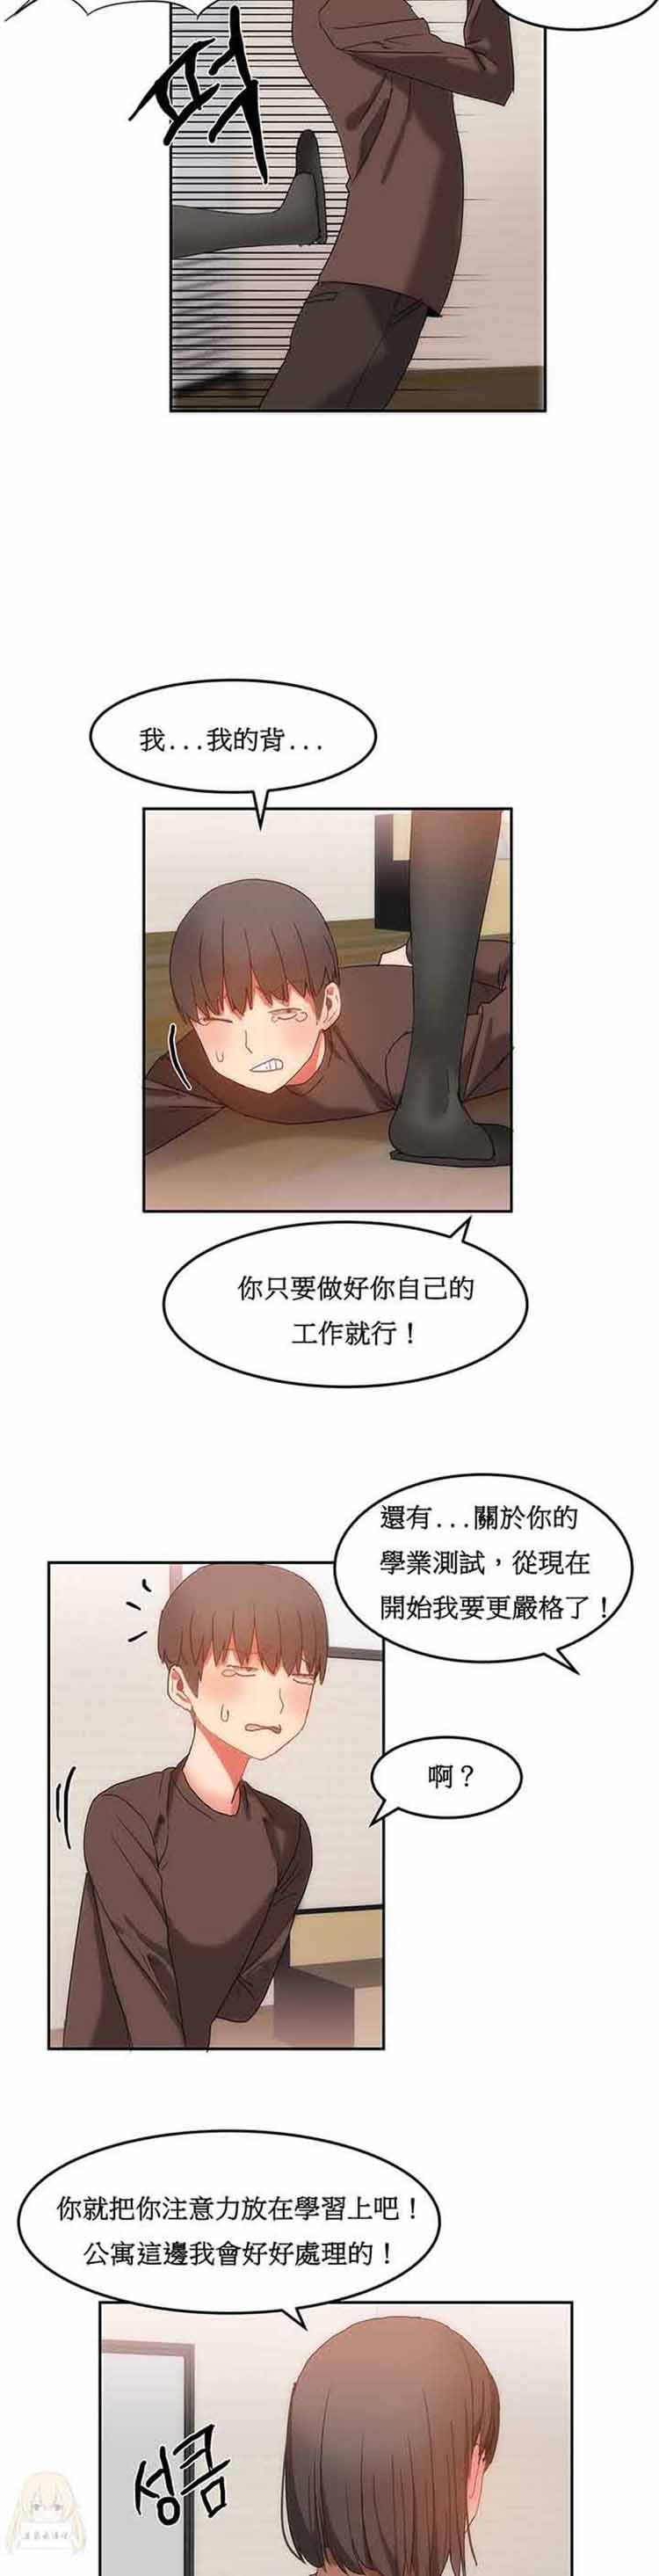 퍽
我...我的背...
你只要做好你自己的
工作就行！
還有...關於你的
學業測試，從現在
開始我要更嚴格了！
啊？
你就把你注意力放在學習上吧！
公寓這邊我會好好處理的！
성큼